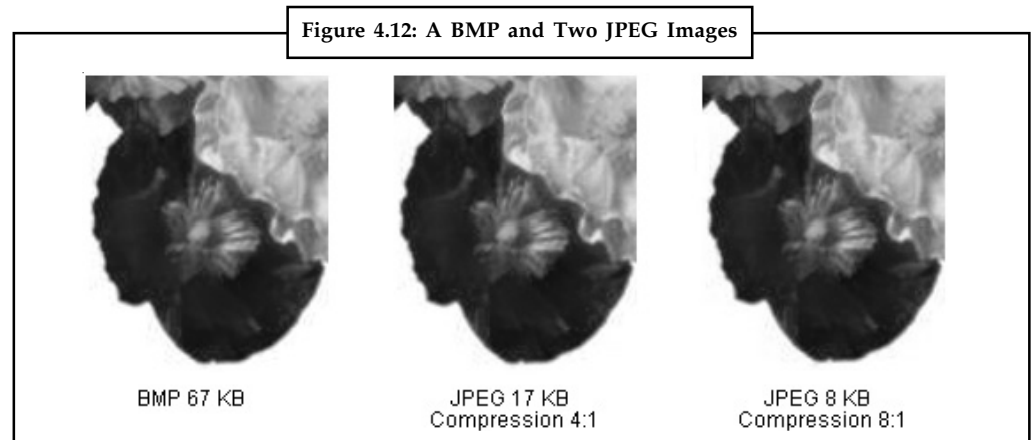 Figure 4.12: A BMP and Two JPEG Images
BMP 67 KB
JPEG 17 KB
Compression 4:1
JPEG 8 KB
Compression 8:1